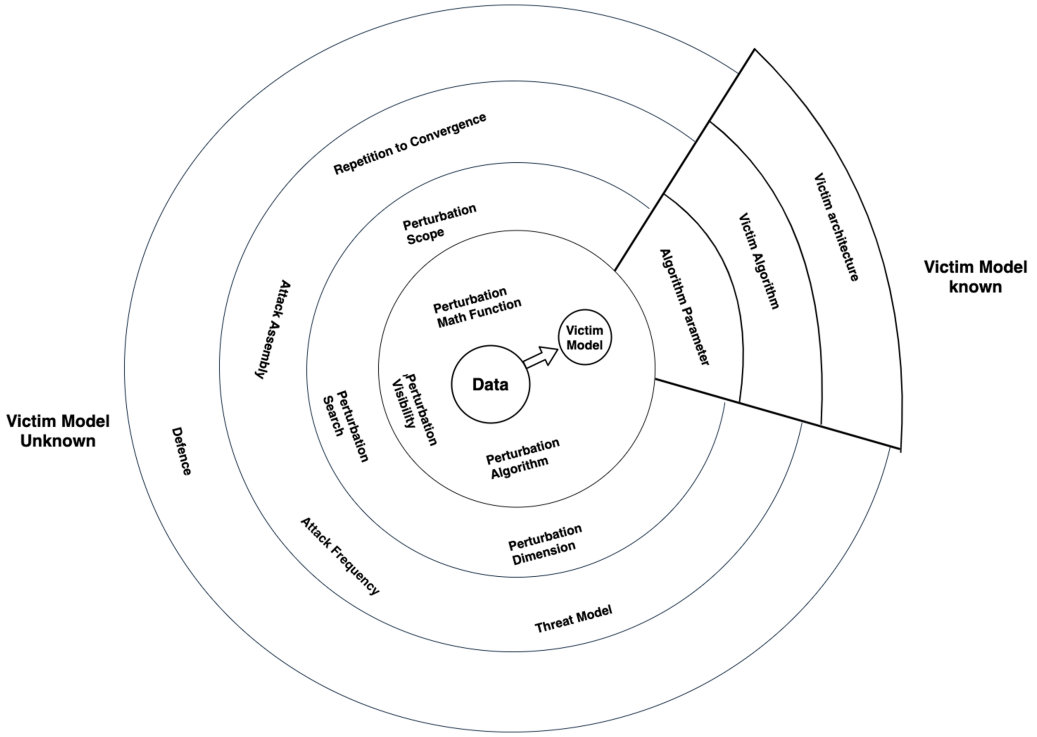 Repetition to Convergence
Perturbation
Scope
Victim architecture
Victim Algorithm
Algorithm Parameter
Victim Model
known
Attack Assembly
Perturbation
Math Function
Victim
Model
Data
Perturbation
Visibility
Perturbation
Search
Victim Model
Unknown
Defence
Perturbation
Algorithm
Attack Frequency
Perturbation
Dimension
Threat Model